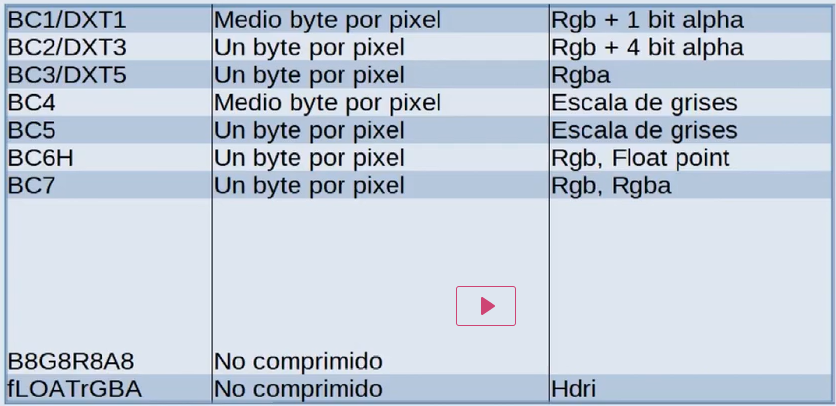 BC1/DXT1 Medio byte por pixel Rgb + 1 bit alpha
BC2/DXT3 Un byte por pixel Rgb + 4 bit alpha
BC3/DXT5 Un byte por pixel Rgba
BC4 Medio byte por pixel Escala de grises
BC5 Un byte por pixel Escala de grises
BC6H Un byte por pixel Rgb, Float point
BC7 Un byte por pixel Rgb, Rgba
B8G8R8A8 No comprimido
fLOATrGBA No comprimido Hdri